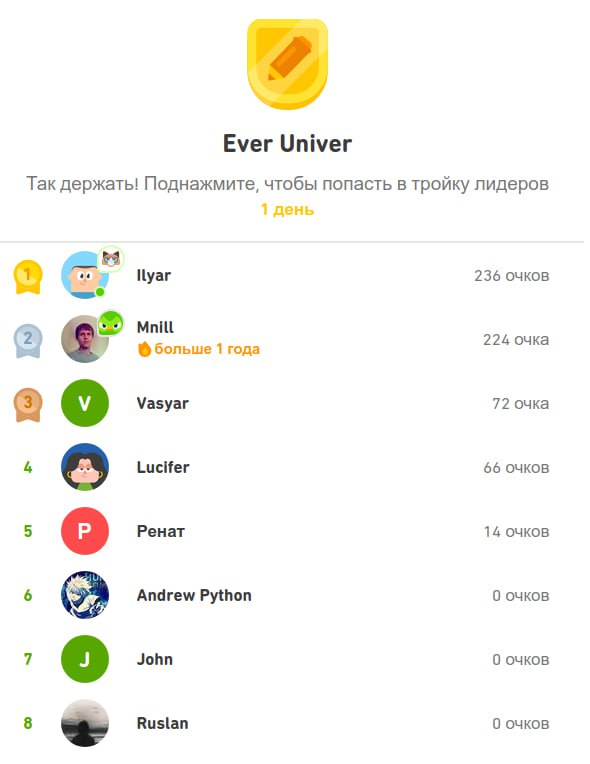 Ever Univer
Так держать! Поднажмите, чтобы попасть в тройку лидеров
1 день
1 Ilyar 236 очков
2 Mnill 224 очка
больше 1 года
3 V Vasyar 72 очка
4 Lucifer 66 очков
5 Р Ренат 14 очков
6 Andrew Python 0 очков
7 J John 0 очков
8 Ruslan 0 очков